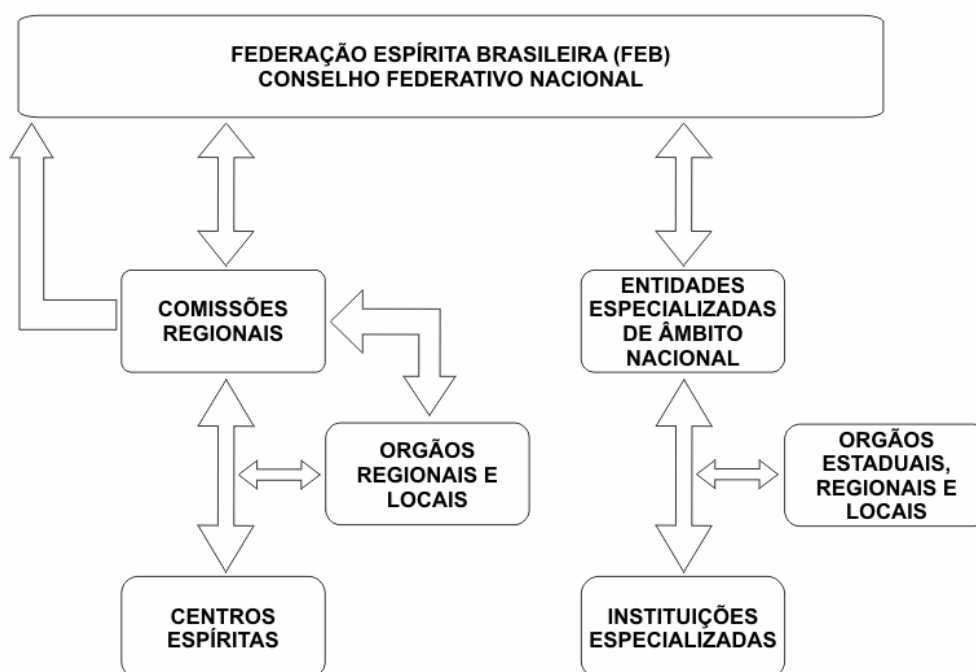 FEDERAÇÃO ESPÍRITA BRASILEIRA (FEB)
CONSELHO FEDERATIVO NACIONAL
COMISSÕES
REGIONAIS
ENTIDADES
ESPECIALIZADAS
DE ÂMBITO
NACIONAL
ORGÃOS
REGIONAIS E
LOCAIS
ORGÃOS
ESTADUAIS,
REGIONAIS E
LOCAIS
CENTROS
ESPÍRITAS
INSTITUIÇÕES
ESPECIALIZADAS